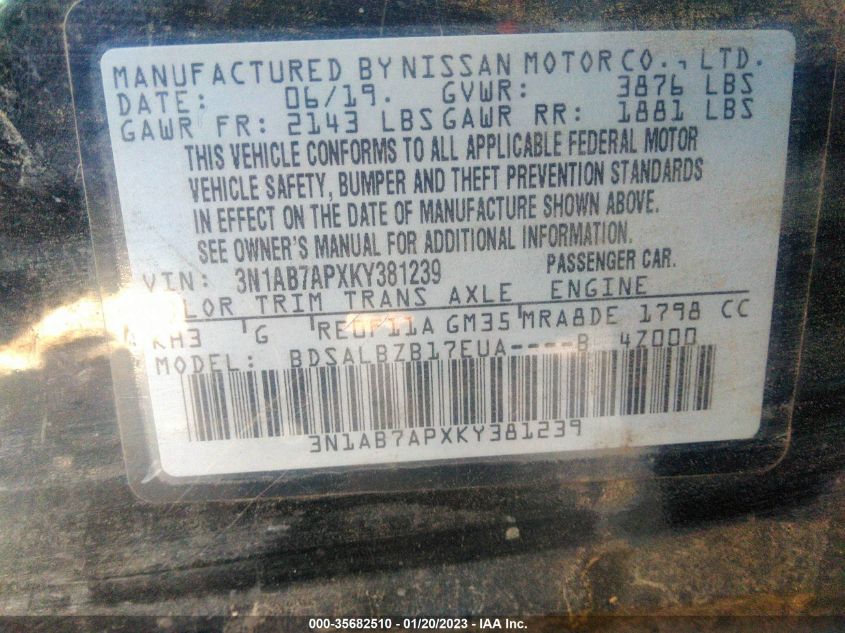 MANUFACTURED BY NISSAN MOTOR CO., LTD.
DATE: 06/19. GVWR: 3876 LBS
GAWR FR: 2143 LBS GAWR RR: 1881 LBS
THIS VEHICLE CONFORMS TO ALL APPLICABLE FEDERAL MOTOR
VEHICLE SAFETY, BUMPER AND THEFT PREVENTION STANDARDS
IN EFFECT ON THE DATE OF MANUFACTURE SHOWN ABOVE.
SEE OWNER'S MANUAL FOR ADDITIONAL INFORMATION.
VIN: 3N1AB7APXKY381239 PASSENGER CAR.
COLOR TRIM TRANS AXLE ENGINE
KH3 G RE0F11A GM35 MRA8DE 1798 CC
MODEL: BDSALBZB17EUA----B 4Z000
3N1AB7APXKY381239
000-35682510 - 01/20/2023 - IAA Inc.